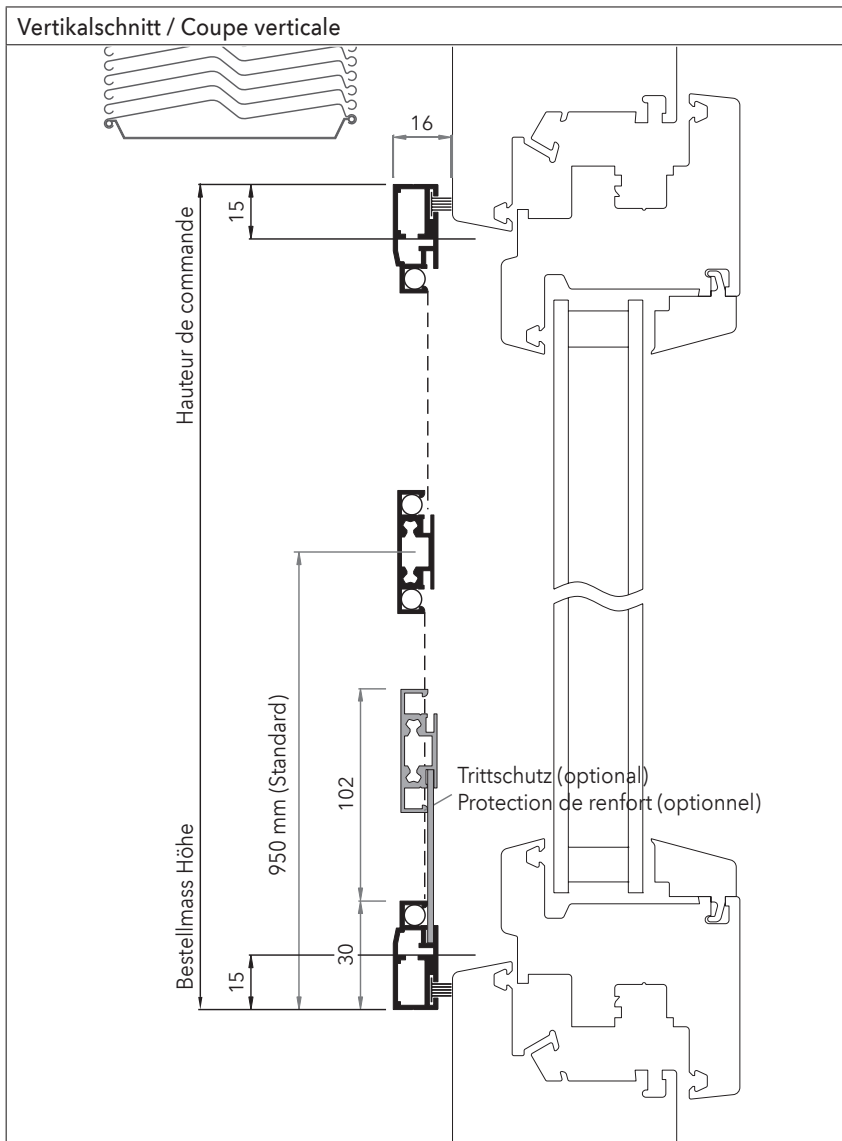 Vertikalschnitt / Coupe verticale
16
15
Hauteur de commande
950 mm (Standard)
102
Trittschutz (optional)
Protection de renfort (optionnel)
Bestellmass Höhe
30
15